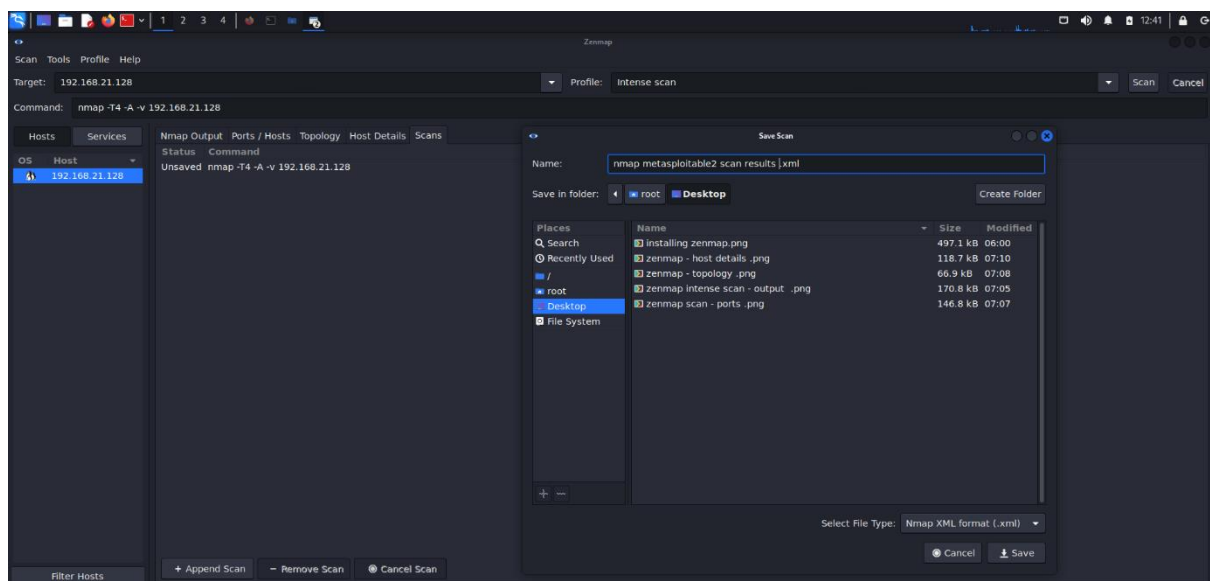 1 2 3 4
12:41
Zenmap
Scan Tools Profile Help
Target: 192.168.21.128 Profile: Intense scan Scan Cancel
Command: nmap -T4 -A -v 192.168.21.128
Hosts Services
OS Host
192.168.21.128
Filter Hosts
Nmap Output Ports / Hosts Topology Host Details Scans
Status Command
Unsaved nmap -T4 -A -v 192.168.21.128
+ Append Scan − Remove Scan Cancel Scan
Save Scan
Name: nmap metasploitable2 scan results .xml
Save in folder: root Desktop Create Folder
Places
Search
Recently Used
/
root
Desktop
File System
Name Size Modified
installing zenmap.png 497.1 kB 06:00
zenmap - host details .png 118.7 kB 07:10
zenmap - topology .png 66.9 kB 07:08
zenmap intense scan - output .png 170.8 kB 07:05
zenmap scan - ports .png 146.8 kB 07:07
Select File Type: Nmap XML format (.xml)
Cancel Save